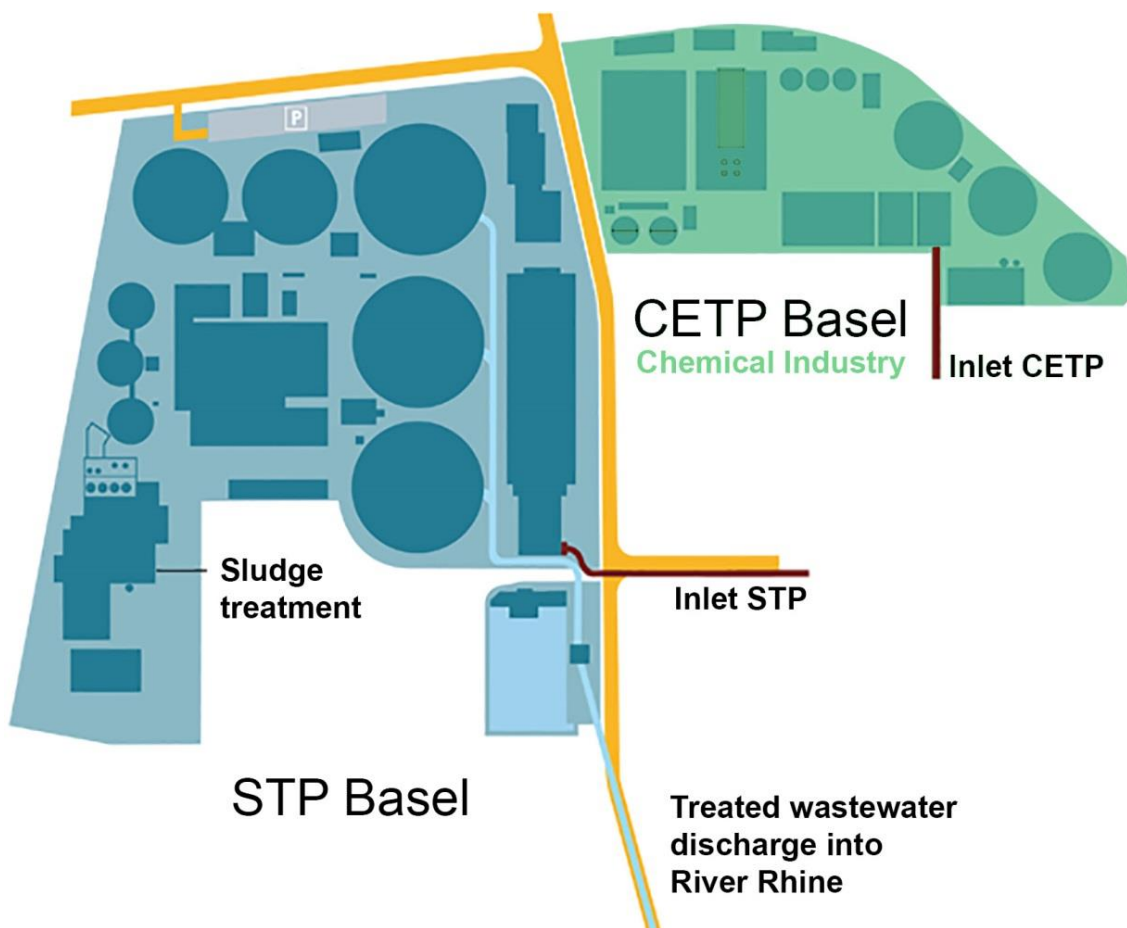 P
CETP Basel
Chemical Industry
Inlet CETP
Sludge
treatment
Inlet STP
STP Basel
Treated wastewater
discharge into
River Rhine